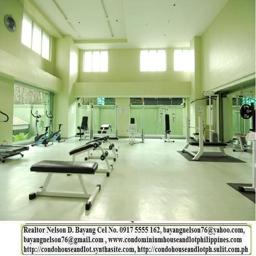 Realtor Nelson D. Bayang Cel No. 0917 5555 162, bayangnelson76@yahoo.com,
bayangnelson76@gmail.com , www.condominiumhouseandlotphilippines.com
http://condohouseandlot.synthasite.com, http://condohouseandlotph.sulit.com.ph